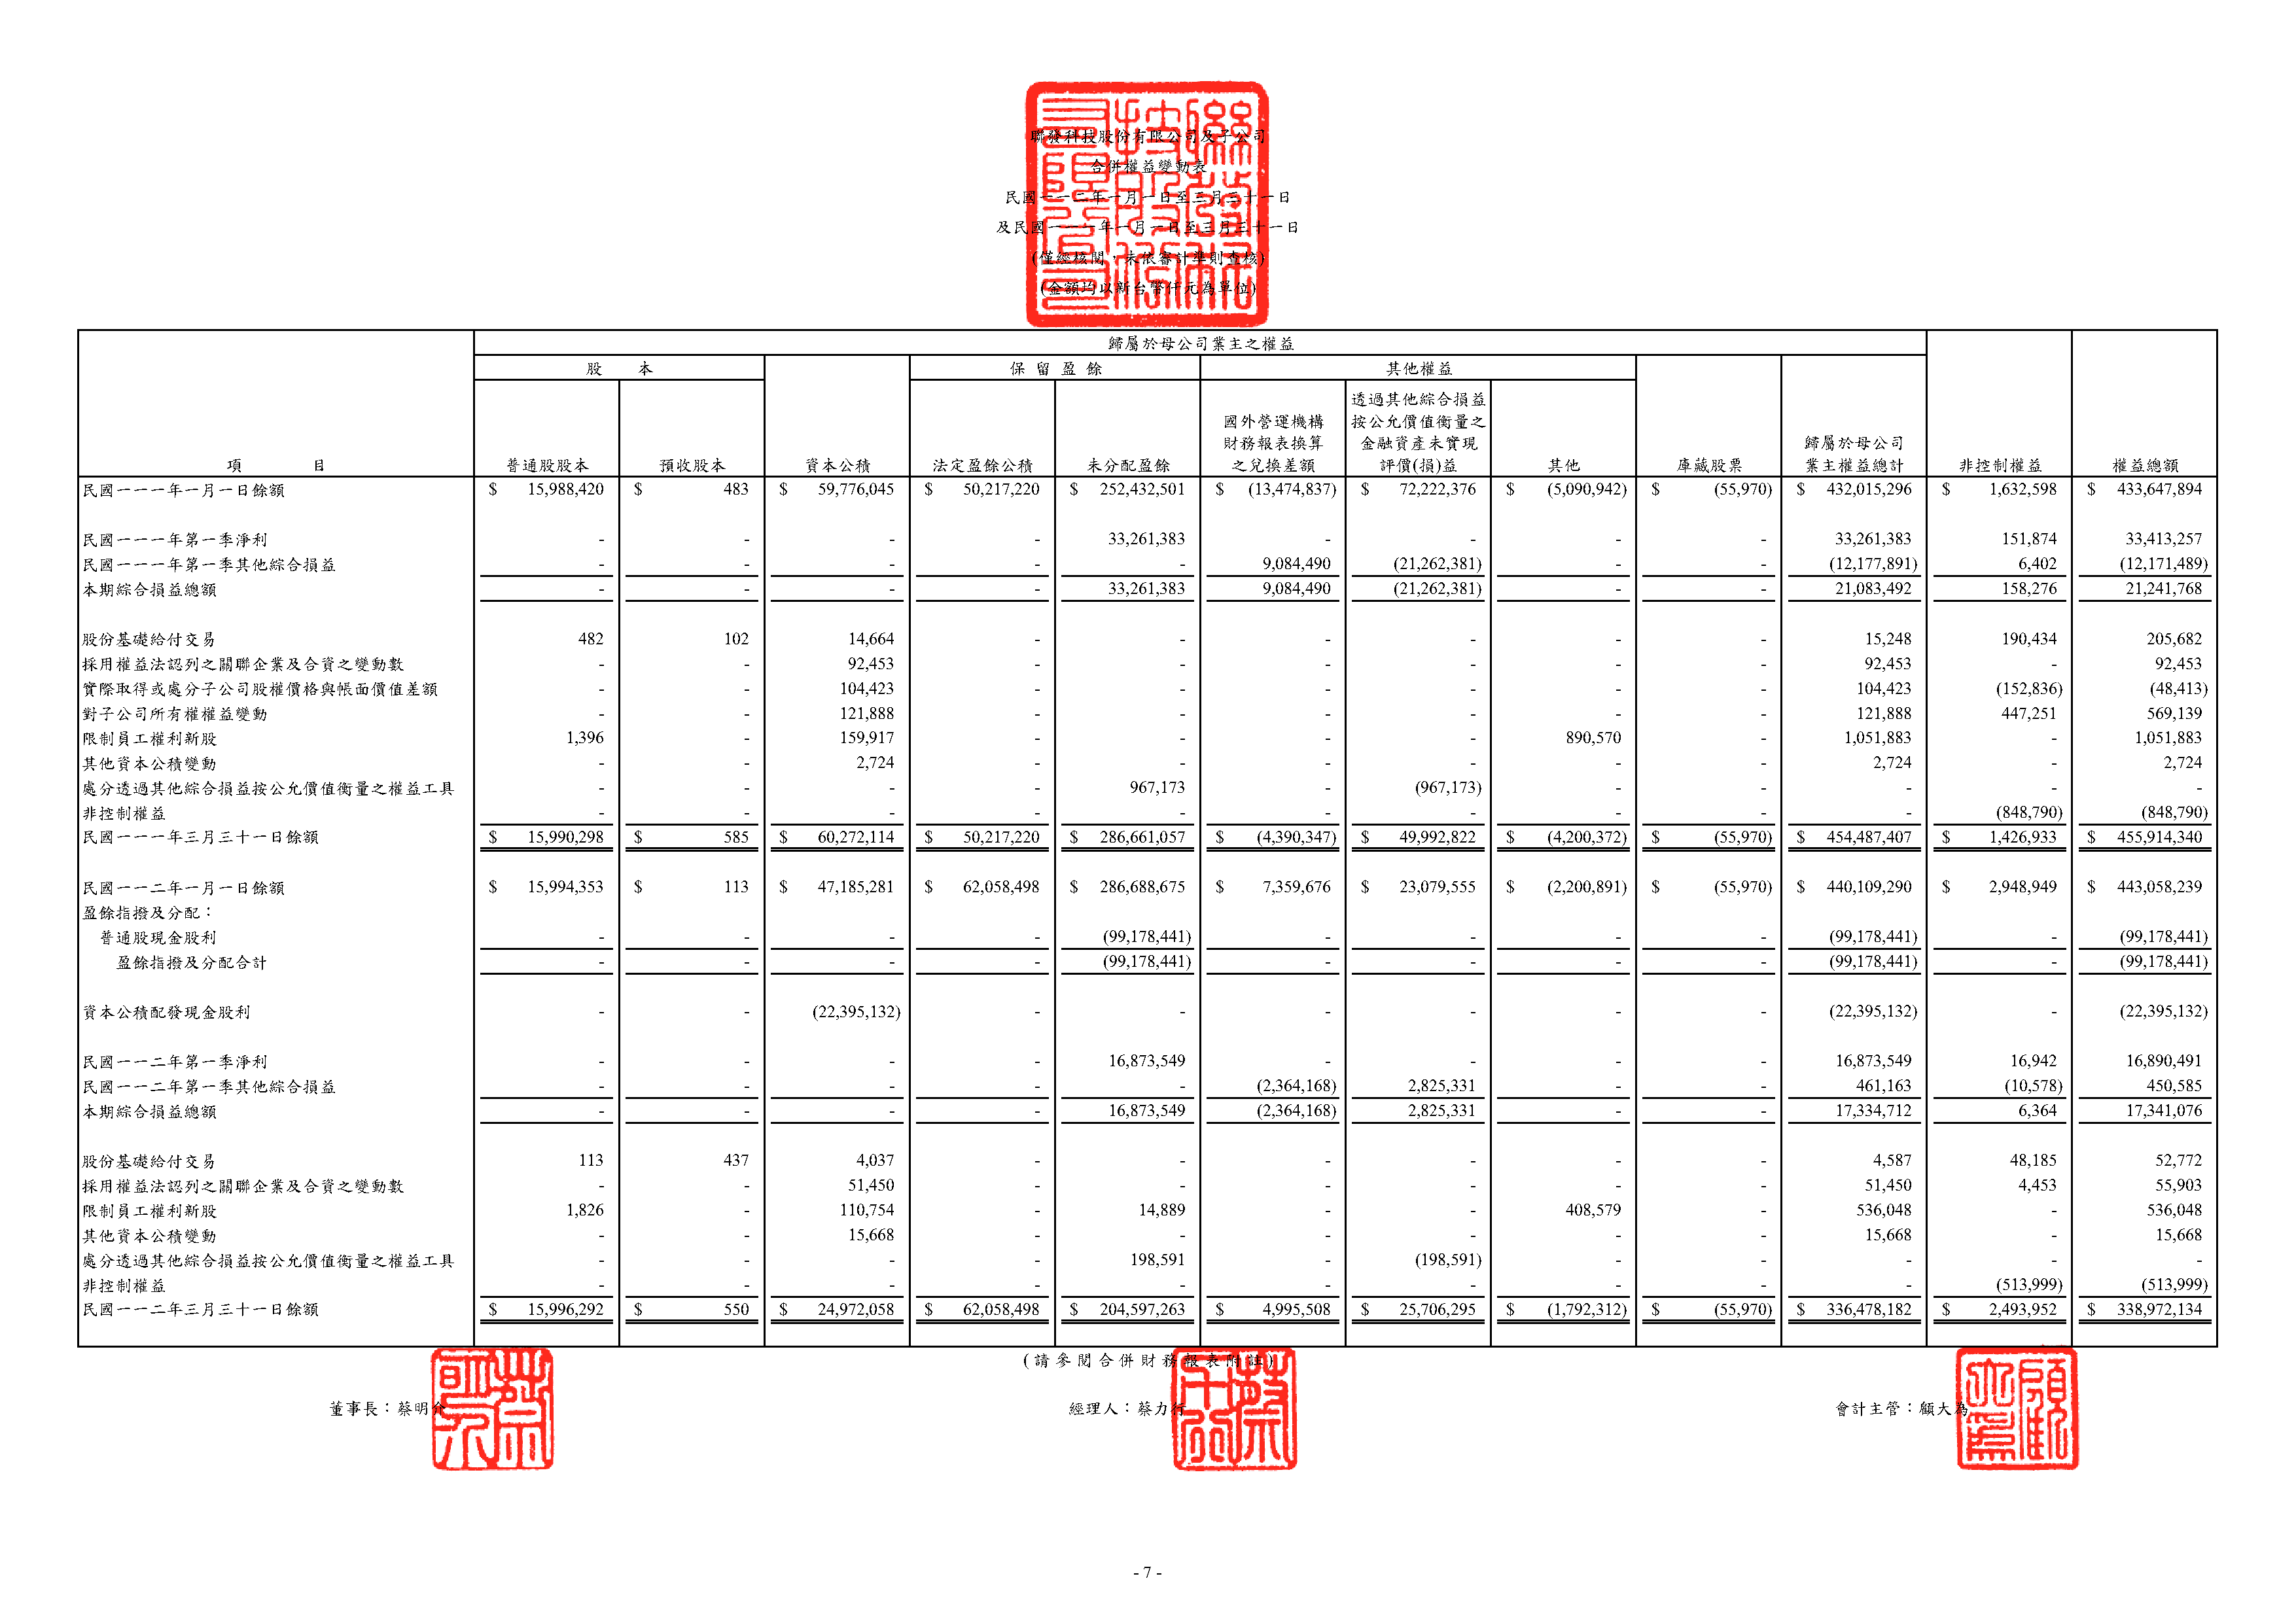 聯發科技股份有限公司及子公司
合併權益變動表
民國一一二年一月一日至三月三十一日
及民國一一一年一月一日至三月三十一日
(僅經核閱，未依審計準則查核)
(金額均以新台幣仟元為單位)
歸屬於母公司業主之權益
股 本 保 留 盈 餘 其他權益
項 目 普通股股本 預收股本 資本公積 法定盈餘公積 未分配盈餘 國外營運機構財務報表換算之兌換差額 透過其他綜合損益按公允價值衡量之金融資產未實現評價(損)益 其他 庫藏股票 歸屬於母公司業主權益總計 非控制權益 權益總額
民國一一一年一月一日餘額 $ 15,988,420 $ 483 $ 59,776,045 $ 50,217,220 $ 252,432,501 $ (13,474,837) $ 72,222,376 $ (5,090,942) $ (55,970) $ 432,015,296 $ 1,632,598 $ 433,647,894
民國一一一年第一季淨利 - - - - 33,261,383 - - - - 33,261,383 151,874 33,413,257
民國一一一年第一季其他綜合損益 - - - - - 9,084,490 (21,262,381) - - (12,177,891) 6,402 (12,171,489)
本期綜合損益總額 - - - - 33,261,383 9,084,490 (21,262,381) - - 21,083,492 158,276 21,241,768
股份基礎給付交易 482 102 14,664 - - - - - - 15,248 190,434 205,682
採用權益法認列之關聯企業及合資之變動數 - - 92,453 - - - - - - 92,453 - 92,453
實際取得或處分子公司股權價格與帳面價值差額 - - 104,423 - - - - - - 104,423 (152,836) (48,413)
對子公司所有權權益變動 - - 121,888 - - - - - - 121,888 447,251 569,139
限制員工權利新股 1,396 - 159,917 - - - - 890,570 - 1,051,883 - 1,051,883
其他資本公積變動 - - 2,724 - - - - - - 2,724 - 2,724
處分透過其他綜合損益按公允價值衡量之權益工具 - - - - 967,173 - (967,173) - - - - -
非控制權益 - - - - - - - - - - (848,790) (848,790)
民國一一一年三月三十一日餘額 $ 15,990,298 $ 585 $ 60,272,114 $ 50,217,220 $ 286,661,057 $ (4,390,347) $ 49,992,822 $ (4,200,372) $ (55,970) $ 454,487,407 $ 1,426,933 $ 455,914,340
民國一一二年一月一日餘額 $ 15,994,353 $ 113 $ 47,185,281 $ 62,058,498 $ 286,688,675 $ 7,359,676 $ 23,079,555 $ (2,200,891) $ (55,970) $ 440,109,290 $ 2,948,949 $ 443,058,239
盈餘指撥及分配：
普通股現金股利 - - - - (99,178,441) - - - - (99,178,441) - (99,178,441)
盈餘指撥及分配合計 - - - - (99,178,441) - - - - (99,178,441) - (99,178,441)
資本公積配發現金股利 - - (22,395,132) - - - - - - (22,395,132) - (22,395,132)
民國一一二年第一季淨利 - - - - 16,873,549 - - - - 16,873,549 16,942 16,890,491
民國一一二年第一季其他綜合損益 - - - - - (2,364,168) 2,825,331 - - 461,163 (10,578) 450,585
本期綜合損益總額 - - - - 16,873,549 (2,364,168) 2,825,331 - - 17,334,712 6,364 17,341,076
股份基礎給付交易 113 437 4,037 - - - - - - 4,587 48,185 52,772
採用權益法認列之關聯企業及合資之變動數 - - 51,450 - - - - - - 51,450 4,453 55,903
限制員工權利新股 1,826 - 110,754 - 14,889 - - 408,579 - 536,048 - 536,048
其他資本公積變動 - - 15,668 - - - - - - 15,668 - 15,668
處分透過其他綜合損益按公允價值衡量之權益工具 - - - - 198,591 - (198,591) - - - - -
非控制權益 - - - - - - - - - - (513,999) (513,999)
民國一一二年三月三十一日餘額 $ 15,996,292 $ 550 $ 24,972,058 $ 62,058,498 $ 204,597,263 $ 4,995,508 $ 25,706,295 $ (1,792,312) $ (55,970) $ 336,478,182 $ 2,493,952 $ 338,972,134
(請參閱合併財務報表附註)
董事長：蔡明介 經理人：蔡力行 會計主管：顧大為
- 7 -